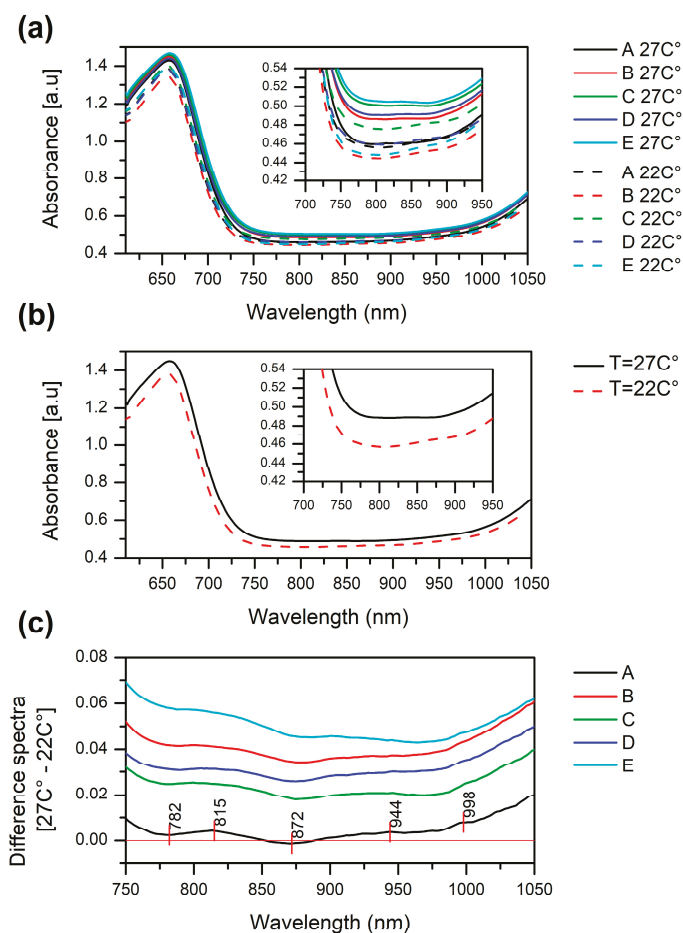 (a)
Absorbance [a.u]
1.4
1.2
1.0
0.8
0.6
0.4
650 700 750 800 850 900 950 1000 1050
Wavelength (nm)
0.54
0.52
0.50
0.48
0.46
0.44
0.42
700 750 800 850 900 950
A 27C°
B 27C°
C 27C°
D 27C°
E 27C°
A 22C°
B 22C°
C 22C°
D 22C°
E 22C°
(b)
Absorbance [a.u]
1.4
1.2
1.0
0.8
0.6
0.4
650 700 750 800 850 900 950 1000 1050
Wavelength (nm)
0.54
0.52
0.50
0.49
0.48
0.46
0.44
0.42
700 750 800 850 900 950
T=27C°
T=22C°
(c)
Difference spectra
[27C° - 22C°]
0.08
0.06
0.04
0.02
0.00
782
815
872
944
998
750 800 850 900 950 1000 1050
Wavelength (nm)
A
B
C
D
E